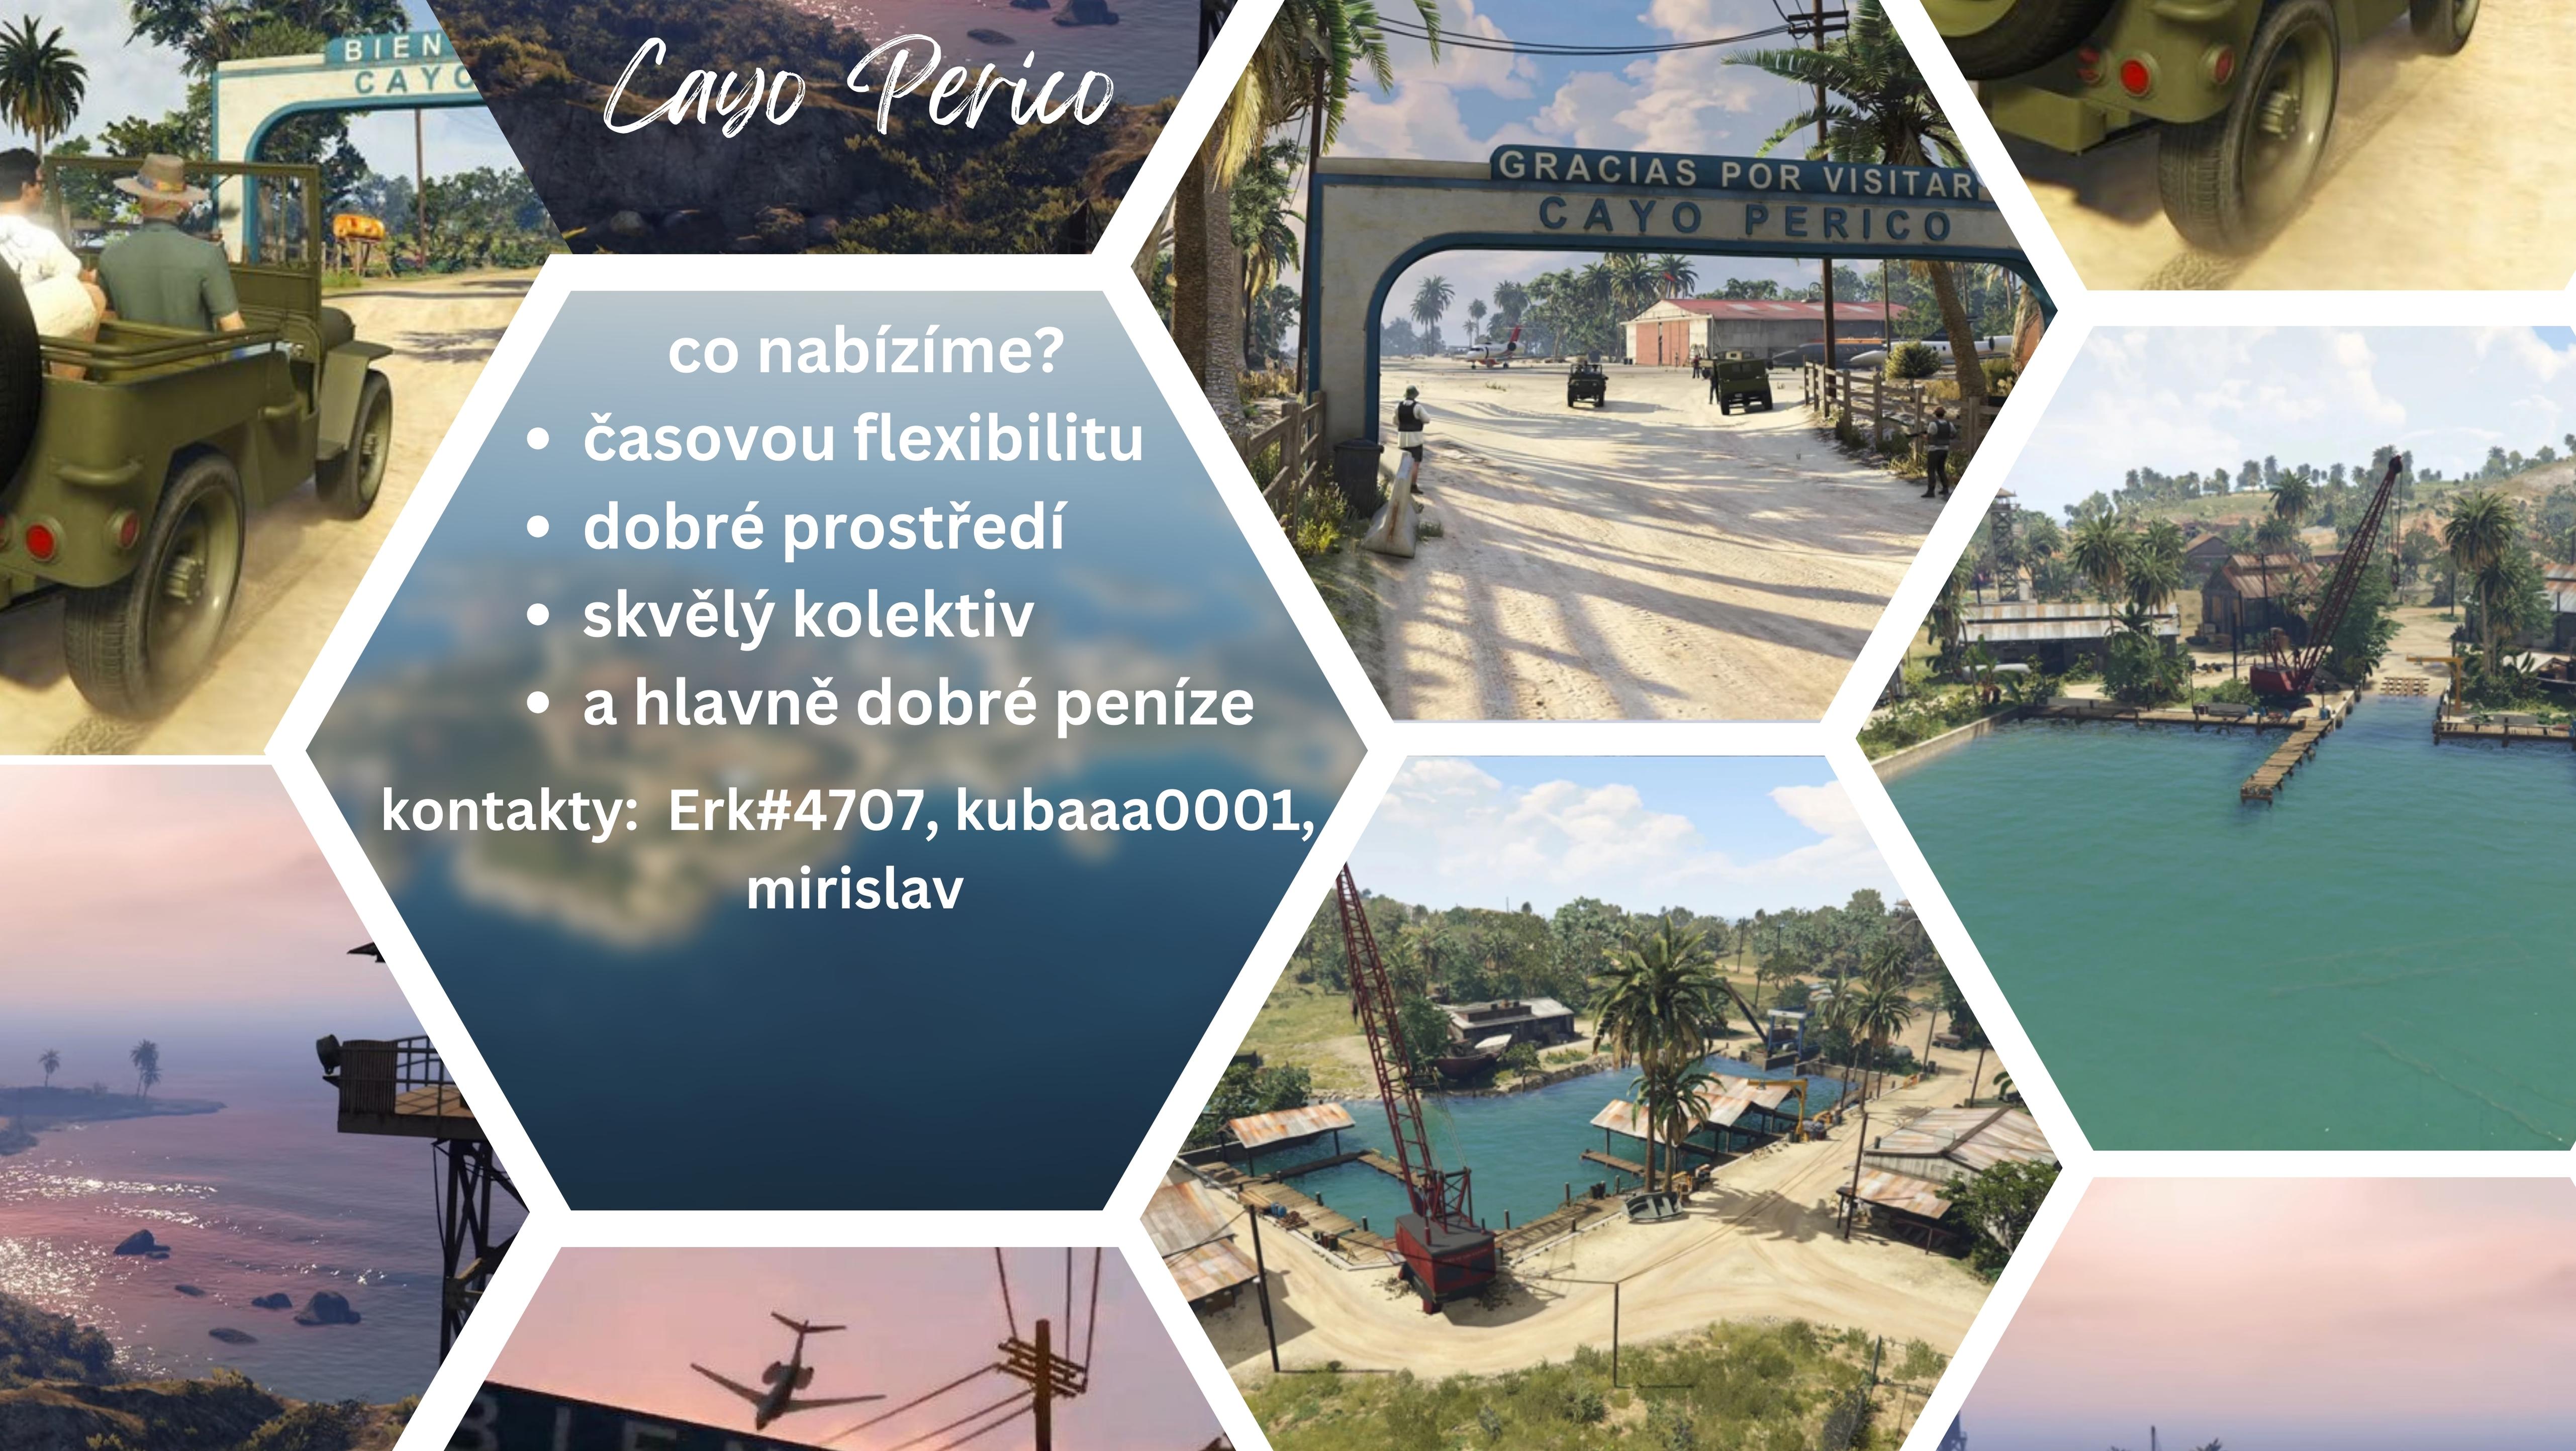 Cayo Perico
BIEN
CAYO
GRACIAS POR VISITAR
CAYO PERICO
co nabízíme?
• časovou flexibilitu
• dobré prostředí
• skvělý kolektiv
• a hlavně dobré peníze
kontakty: Erk#4707, kubaaa0001,
mirislav
BIEN